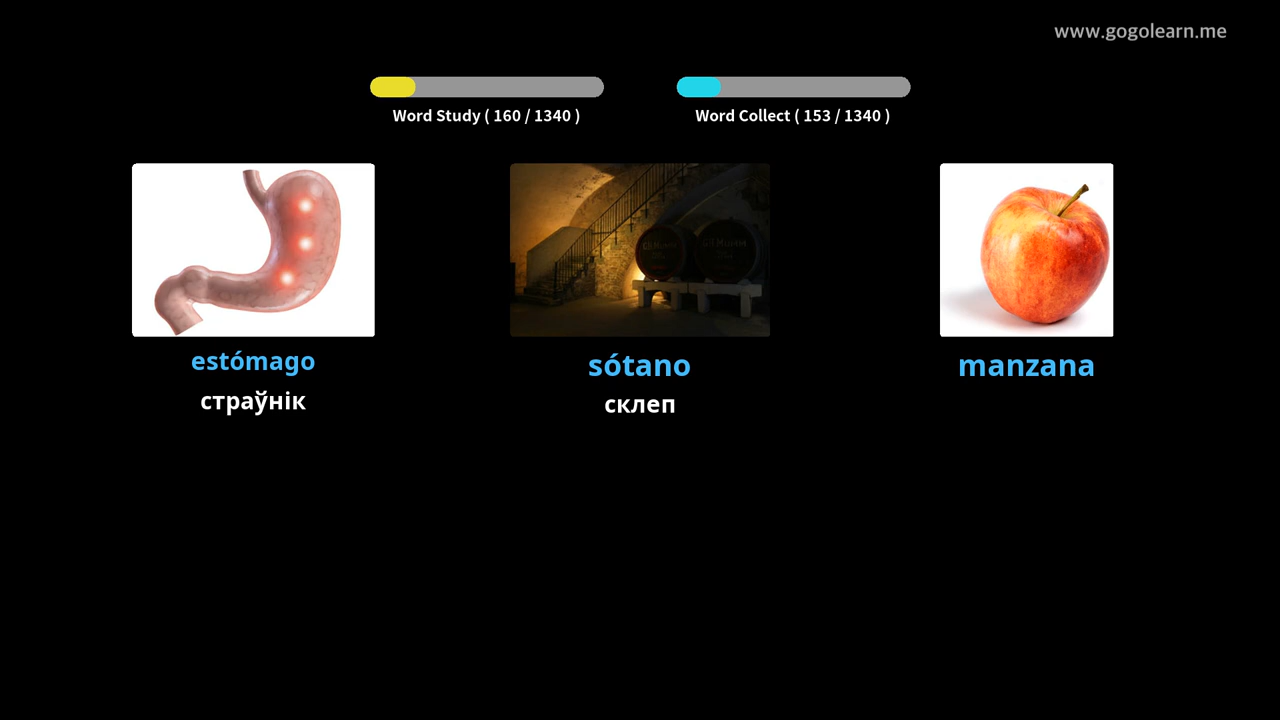 www.gogolearn.me
Word Study ( 160 / 1340 )
Word Collect ( 153 / 1340 )
estómago
страўнік
sótano
склеп
manzana